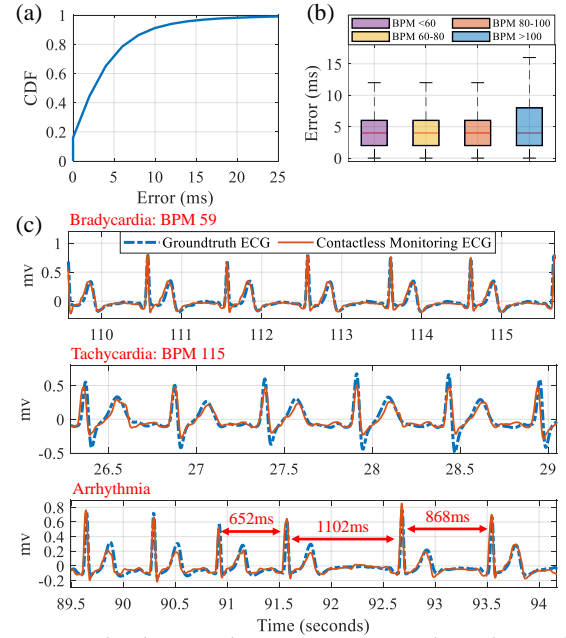 (a)
CDF
1
0.8
0.6
0.4
0.2
0
0 5 10 15 20 25
Error (ms)
(b)
BPM <60 BPM 80-100
BPM 60-80 BPM >100
Error (ms)
15
10
5
0
(c)
Bradycardia: BPM 59
Groundtruth ECG Contactless Monitoring ECG
mv
1
0.5
0
110 111 112 113 114 115
Tachycardia: BPM 115
mv
0.5
0
-0.5
26.5 27 27.5 28 28.5 29
Arrhythmia
mv
0.8
0.6
0.4
0.2
0
-0.2
652ms
1102ms
868ms
89.5 90 90.5 91 91.5 92 92.5 93 93.5 94
Time (seconds)